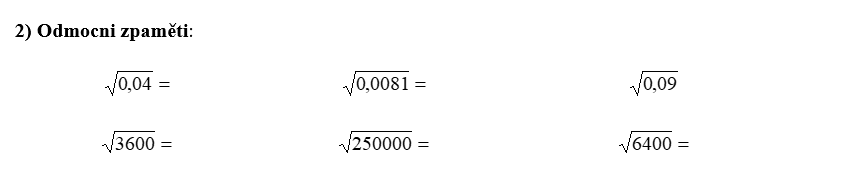 2) Odmocni zpaměti:
√0,04 = √0,0081 = √0,09
√3600 = √250000 = √6400 =